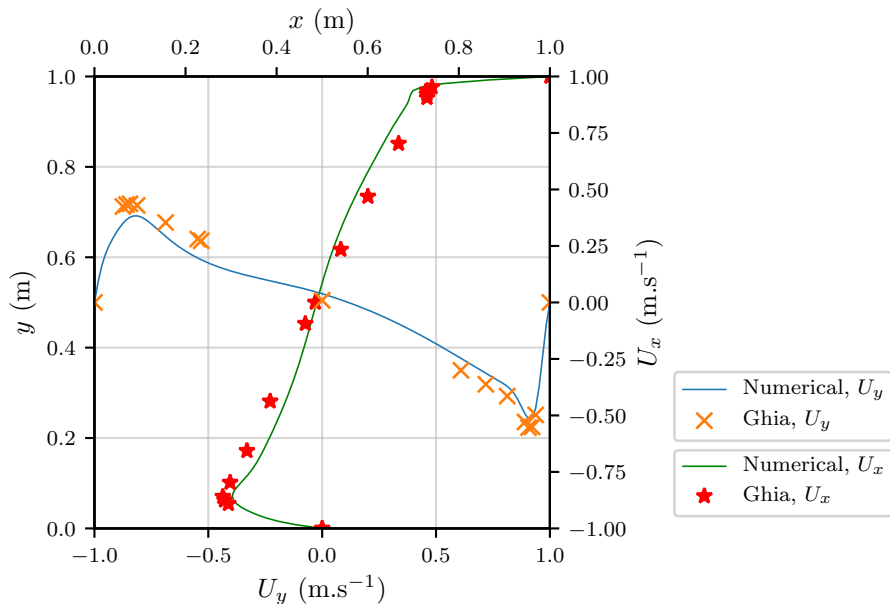 x (m)
0.0 0.2 0.4 0.6 0.8 1.0
1.0
0.8
0.6
0.4
0.2
0.0
y (m)
1.00
0.75
0.50
0.25
0.00
−0.25
−0.50
−0.75
−1.00
U_x (m.s⁻¹)
−1.0 −0.5 0.0 0.5 1.0
U_y (m.s⁻¹)
Numerical, U_y
Ghia, U_y
Numerical, U_x
Ghia, U_x